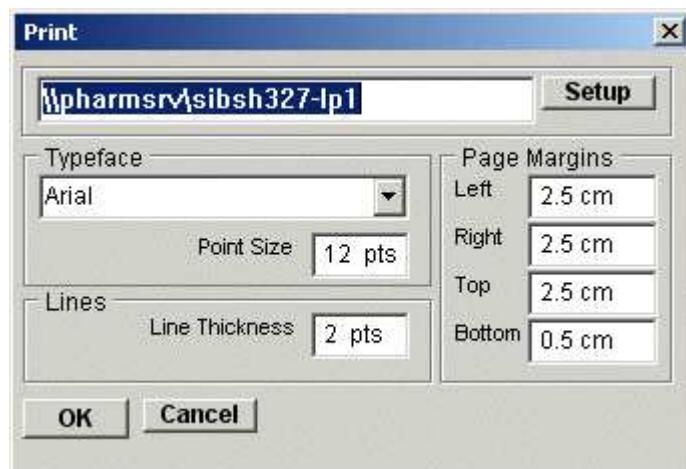 Print
\\pharmsrv\sibsh327-lp1
Setup
Typeface
Arial
Point Size 12 pts
Lines
Line Thickness 2 pts
Page Margins
Left 2.5 cm
Right 2.5 cm
Top 2.5 cm
Bottom 0.5 cm
OK Cancel